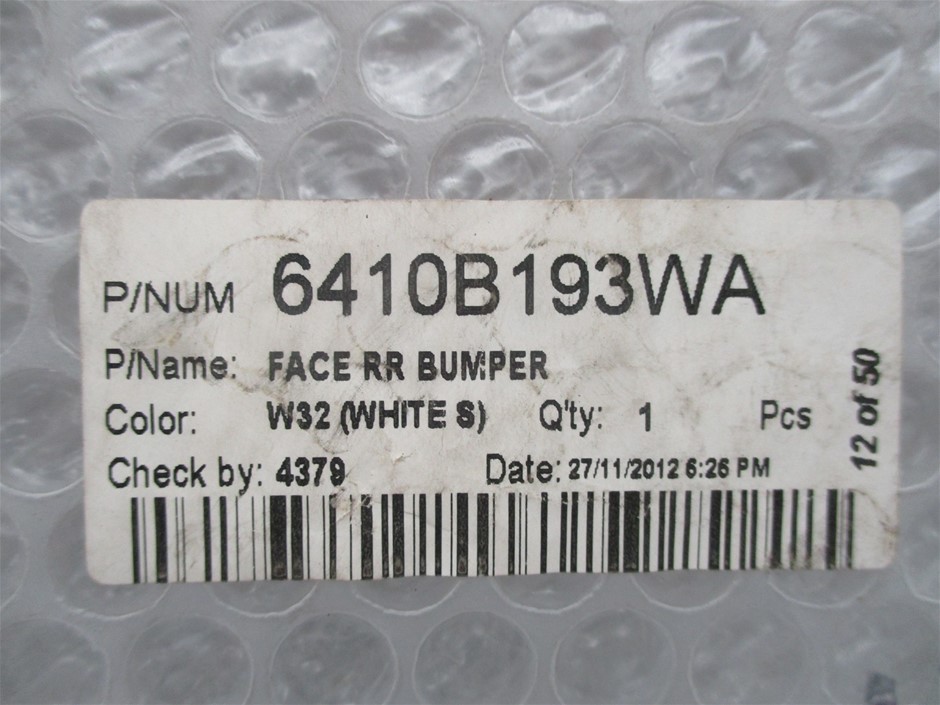 P/NUM 6410B193WA
P/Name: FACE RR BUMPER
Color: W32 (WHITE S) Q'ty: 1 Pcs
Check by: 4379 Date: 27/11/2012 6:26 PM
12 of 50